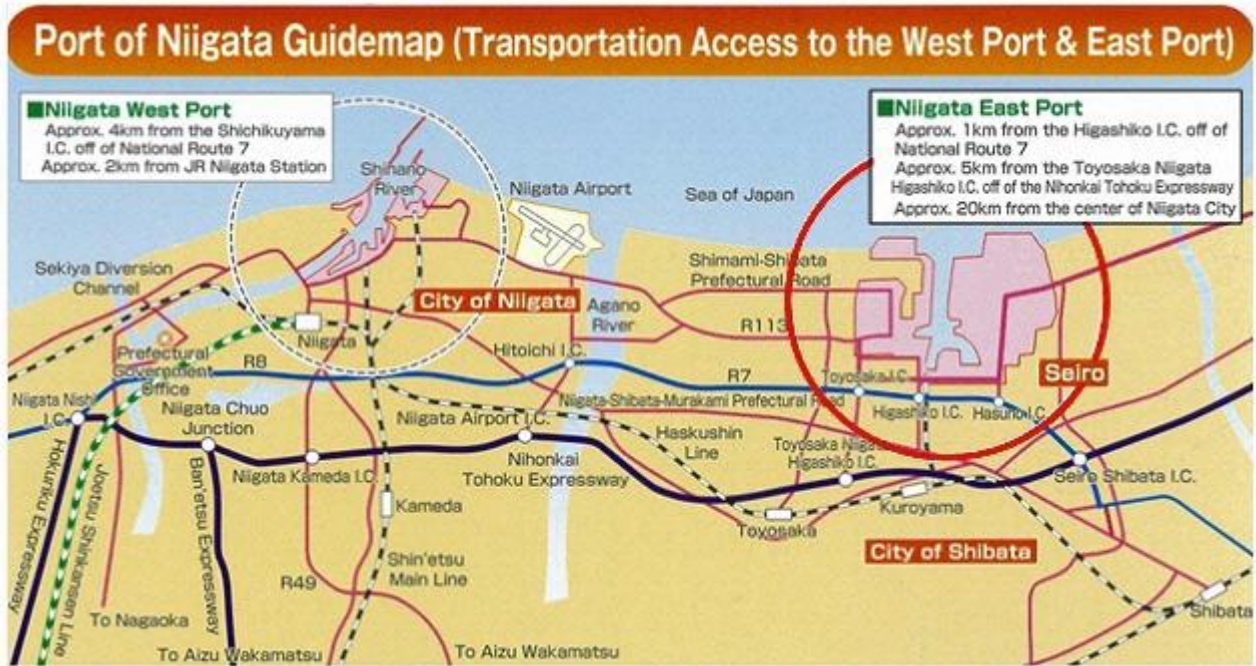 Port of Niigata Guidemap (Transportation Access to the West Port & East Port)
■Niigata West Port
Approx. 4km from the Shichikuyama
I.C. off of National Route 7
Approx. 2km from JR Niigata Station
■Niigata East Port
Approx. 1km from the Higashiko I.C. off of
National Route 7
Approx. 5km from the Toyosaka Niigata
Higashiko I.C. off of the Nihonkai Tohoku Expressway
Approx. 20km from the center of Niigata City
Shinano
River
Niigata Airport
Sea of Japan
Sekiya Diversion
Channel
City of Niigata
Shimami-Shibata
Prefectural Road
Agano
River
R113
Niigata
Prefectural
Government
Office
R8
Hitoichi I.C.
R7
Toyosaka I.C.
Seiro
Niigata Nishi
I.C.
Niigata Chuo
Junction
Niigata Airport I.C.
Niigata-Shibata-Murakami Prefectural Road
Higashiko I.C.
Hasuno I.C.
Haskushin
Line
Toyosaka Niigata
Higashiko I.C.
Niigata Kameda I.C.
Nihonkai
Tohoku Expressway
Seiro Shibata I.C.
Hokuriku Expressway
Joetsu Shinkansen Line
Ban'etsu Expressway
Kameda
Toyosaka
Kuroyama
City of Shibata
Shin'etsu
Main Line
R49
Shibata
To Nagaoka
To Aizu Wakamatsu
To Aizu Wakamatsu